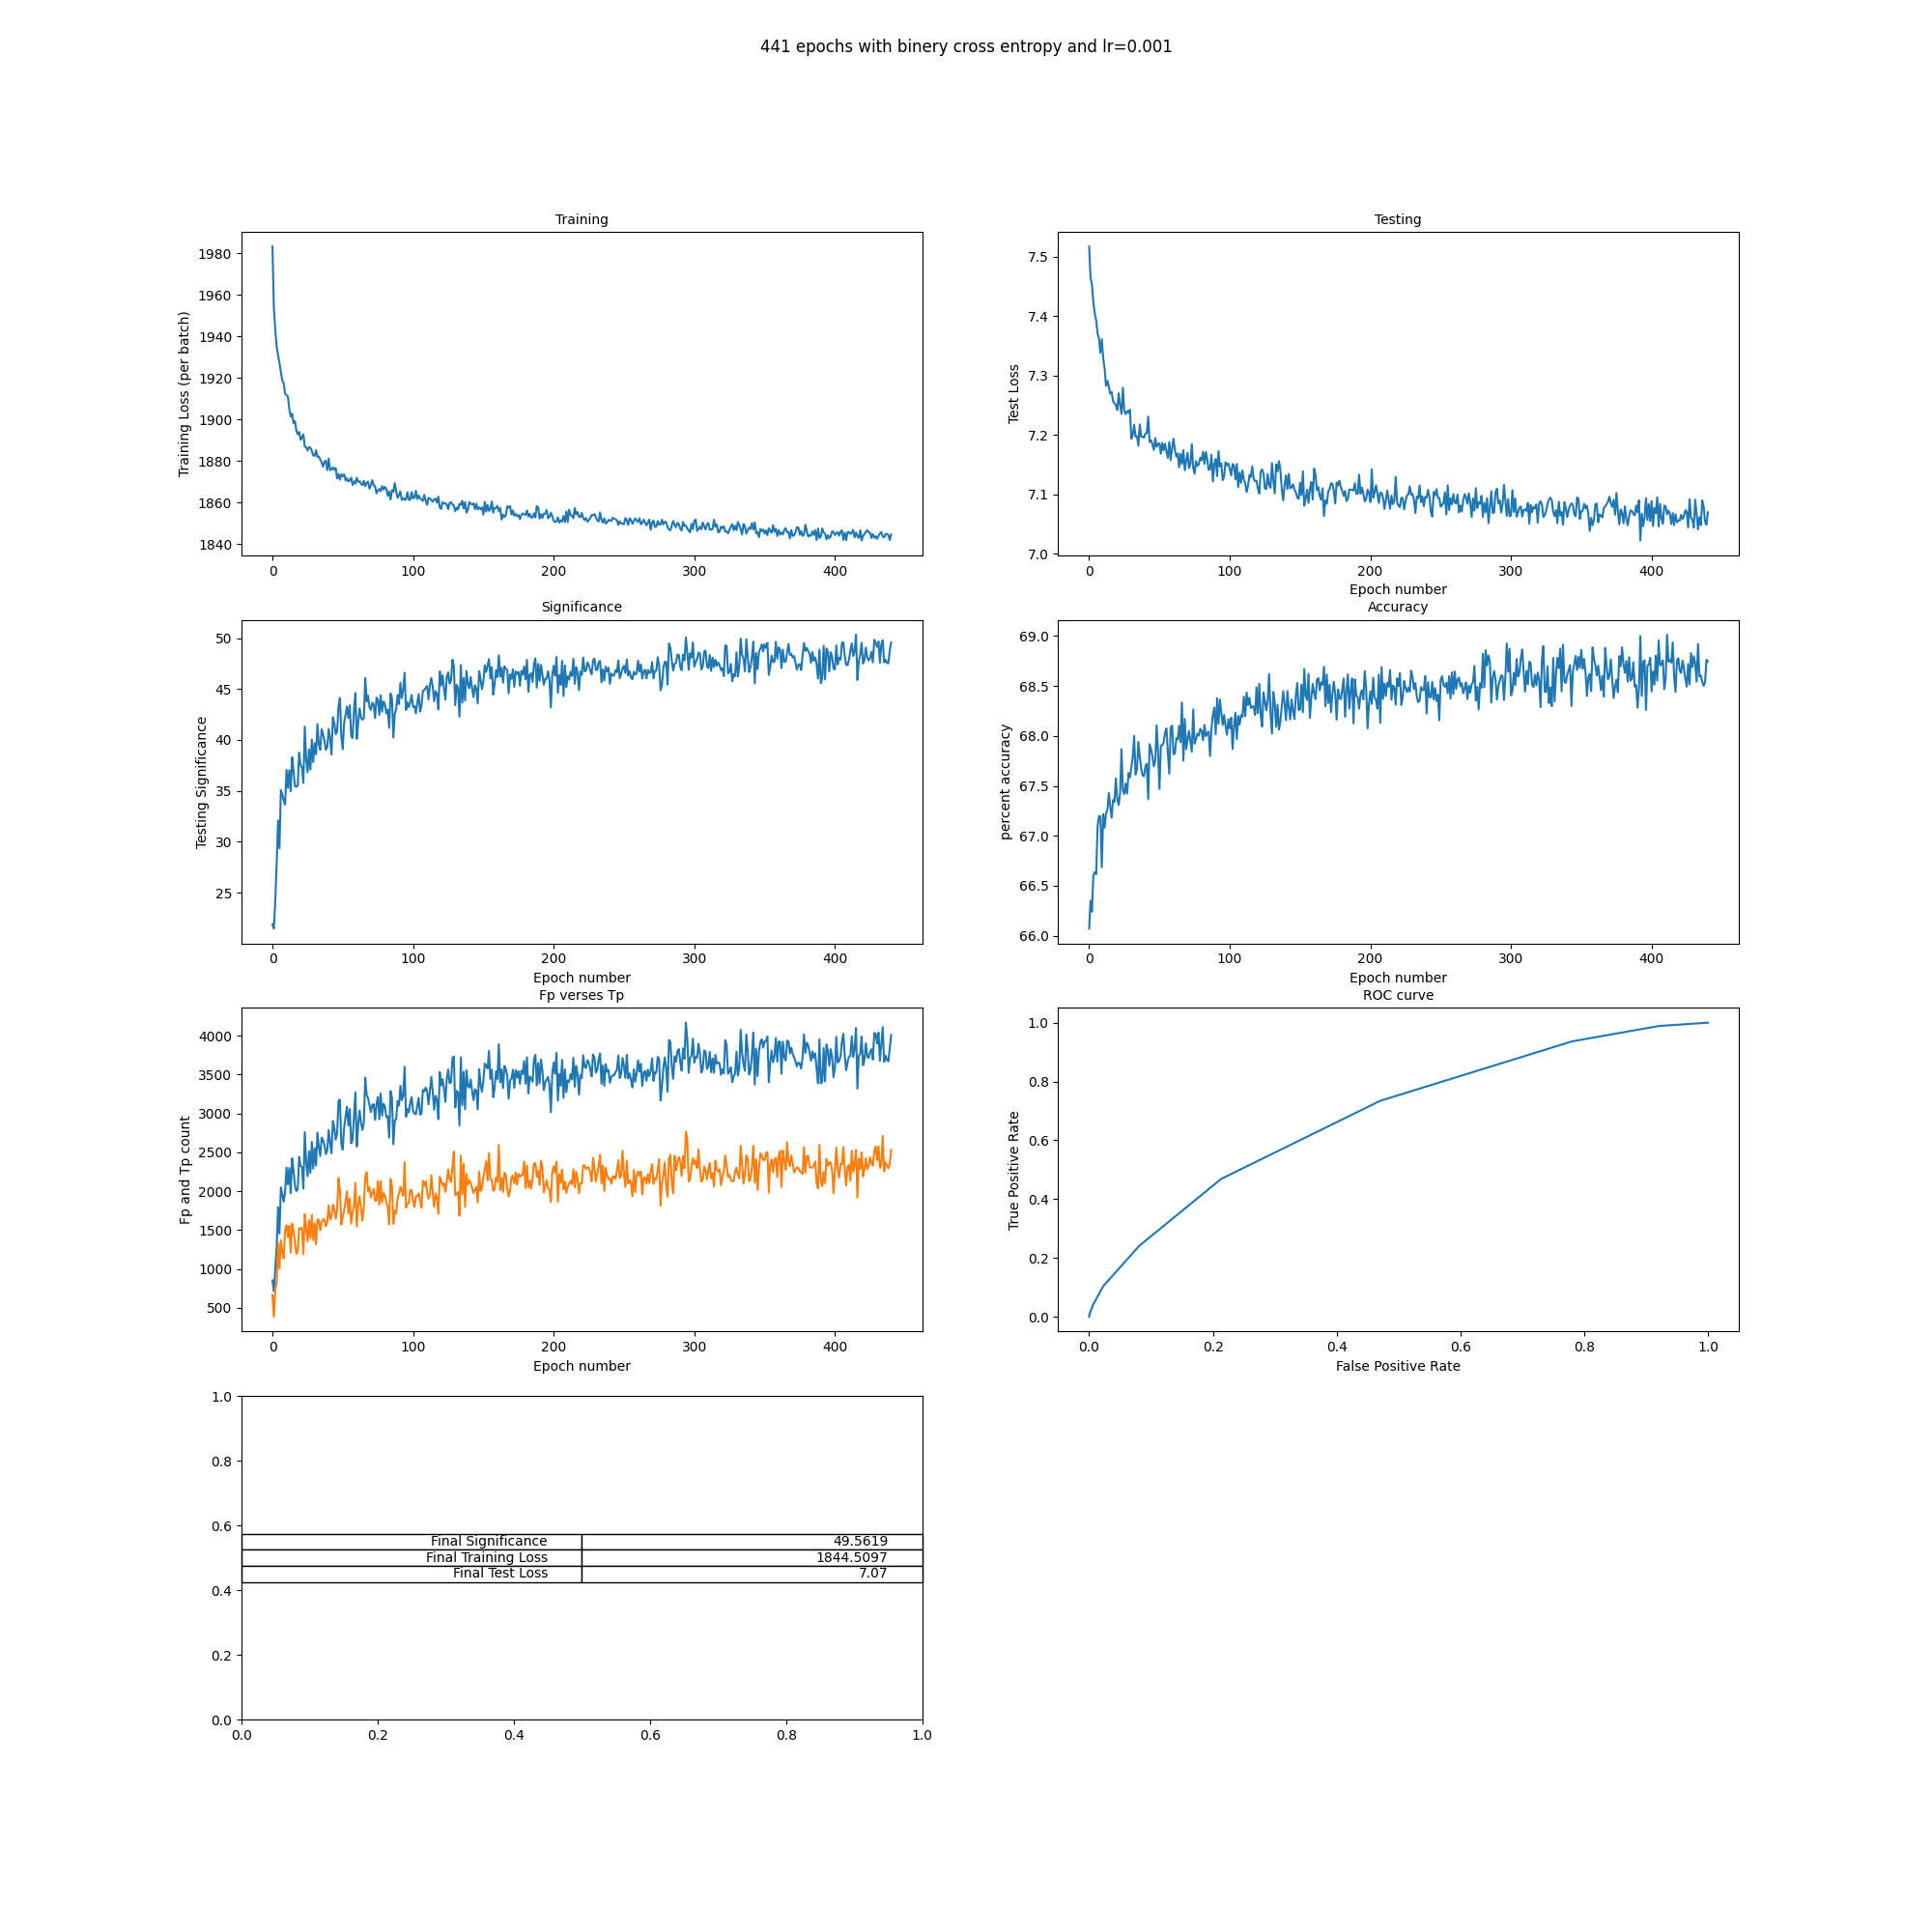 441 epochs with binery cross entropy and lr=0.001
Training
Training Loss (per batch)
1980
1960
1940
1920
1900
1880
1860
1840
0 100 200 300 400
Testing
Test Loss
7.5
7.4
7.3
7.2
7.1
7.0
0 100 200 300 400
Epoch number
Significance
Testing Significance
50
45
40
35
30
25
0 100 200 300 400
Epoch number
Accuracy
percent accuracy
69.0
68.5
68.0
67.5
67.0
66.5
66.0
0 100 200 300 400
Epoch number
Fp verses Tp
Fp and Tp count
4000
3500
3000
2500
2000
1500
1000
500
0 100 200 300 400
Epoch number
ROC curve
True Positive Rate
1.0
0.8
0.6
0.4
0.2
0.0
0.0 0.2 0.4 0.6 0.8 1.0
False Positive Rate
1.0
0.8
0.6
0.4
0.2
0.0
Final Significance 49.5619
Final Training Loss 1844.5097
Final Test Loss 7.07
0.0 0.2 0.4 0.6 0.8 1.0